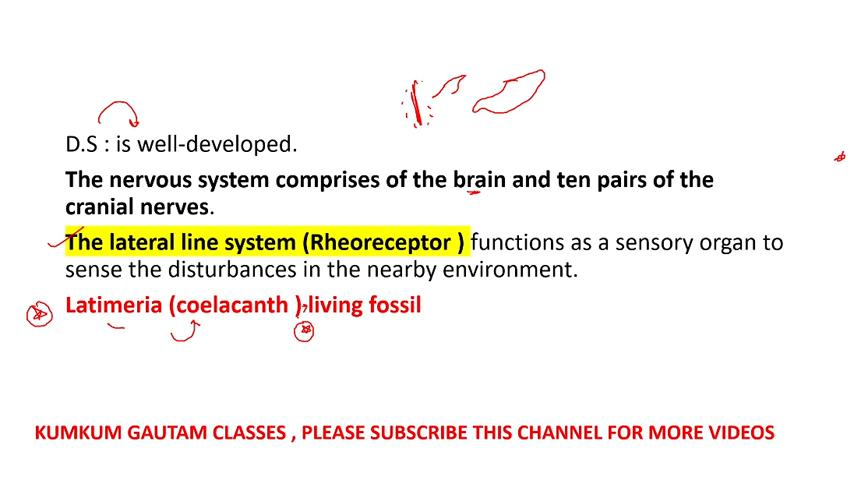 D.S : is well-developed.
The nervous system comprises of the brain and ten pairs of the
cranial nerves.
The lateral line system (Rheoreceptor ) functions as a sensory organ to
sense the disturbances in the nearby environment.
Latimeria (coelacanth ),living fossil
KUMKUM GAUTAM CLASSES , PLEASE SUBSCRIBE THIS CHANNEL FOR MORE VIDEOS